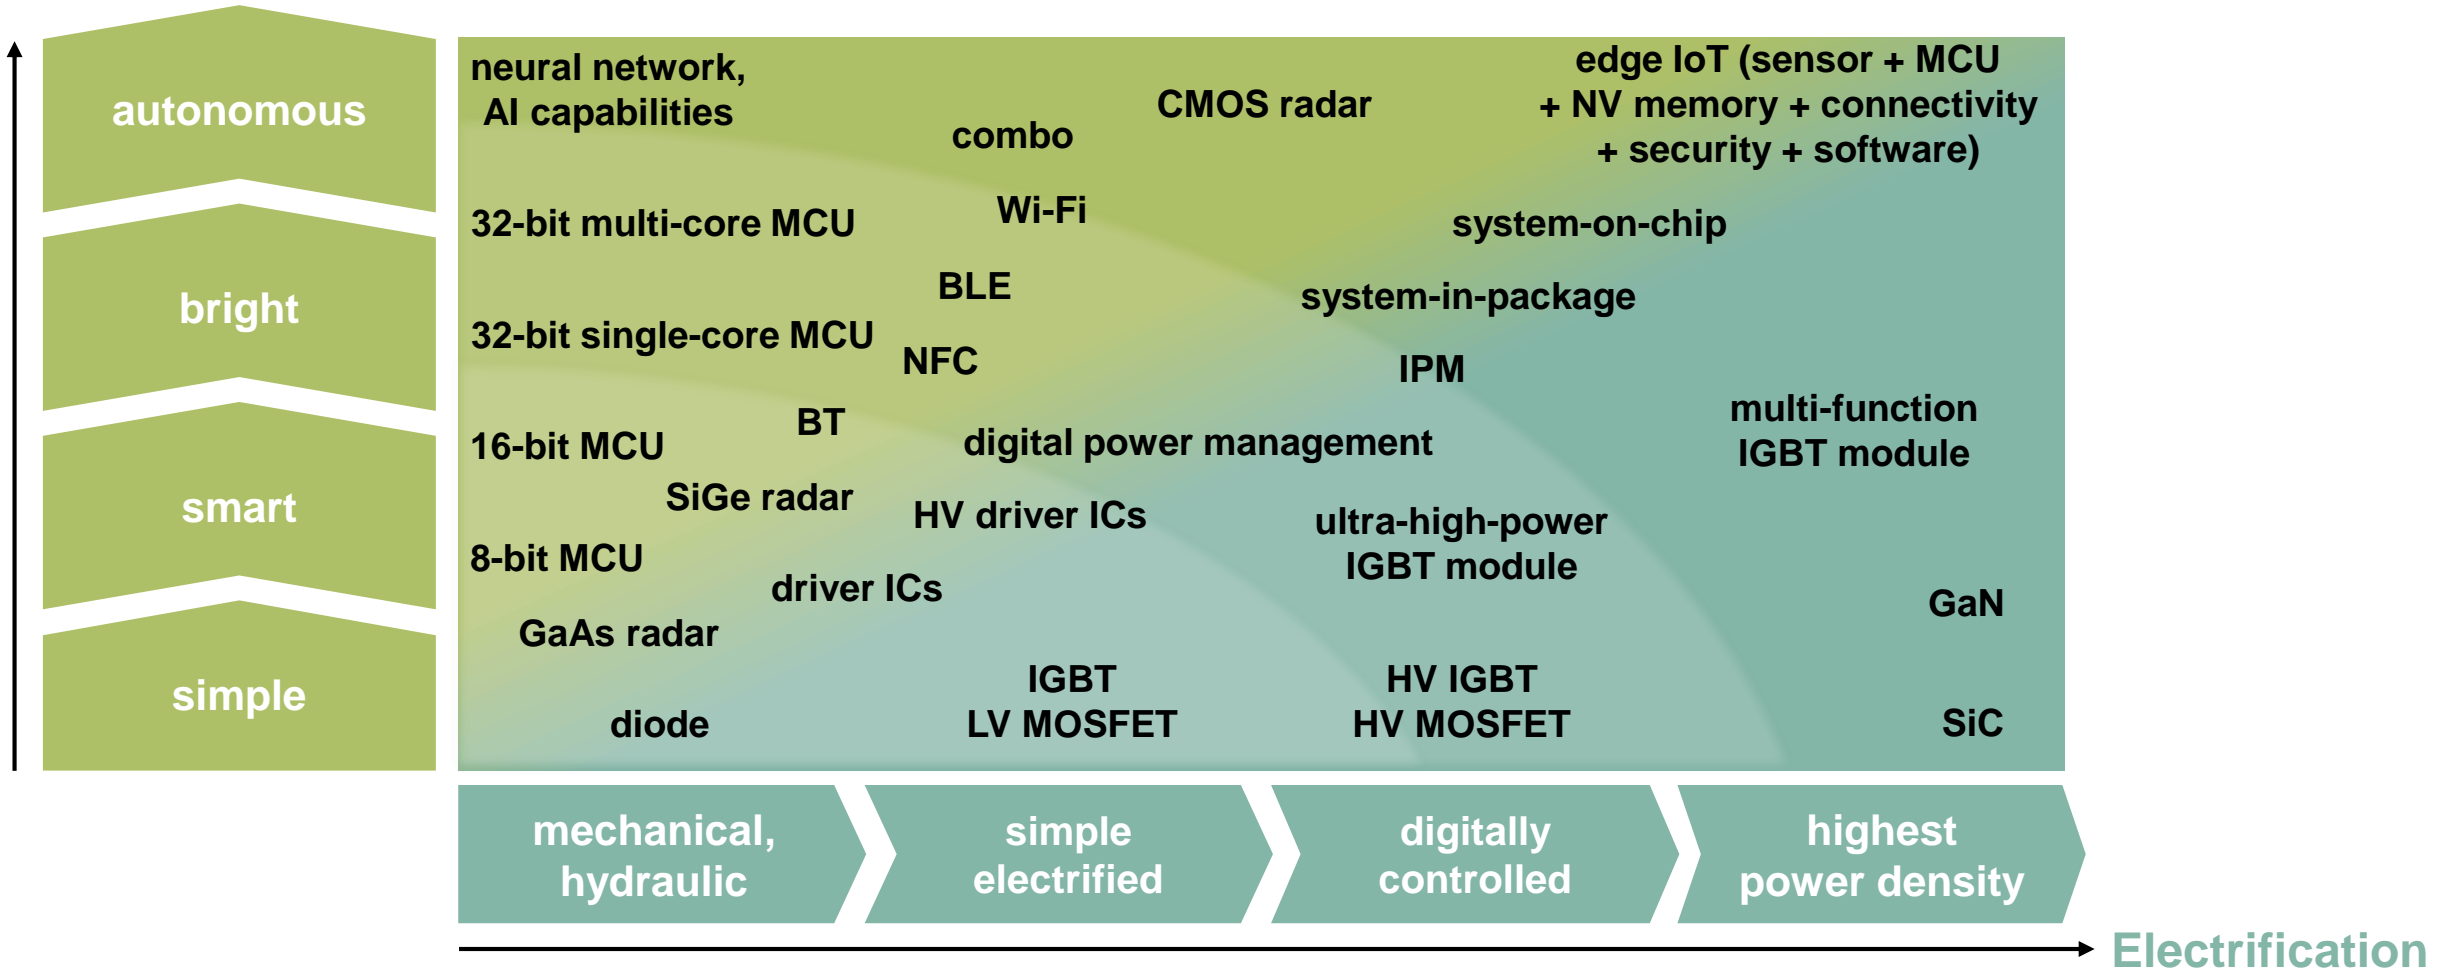 autonomous
bright
smart
simple
neural network,
AI capabilities
combo
CMOS radar
edge IoT (sensor + MCU
+ NV memory + connectivity
+ security + software)
32-bit multi-core MCU
Wi-Fi
system-on-chip
BLE
system-in-package
32-bit single-core MCU
NFC
IPM
BT
16-bit MCU
digital power management
multi-function
IGBT module
SiGe radar
HV driver ICs
ultra-high-power
IGBT module
8-bit MCU
driver ICs
GaAs radar
GaN
diode
IGBT
LV MOSFET
HV IGBT
HV MOSFET
SiC
mechanical,
hydraulic
simple
electrified
digitally
controlled
highest
power density
Electrification